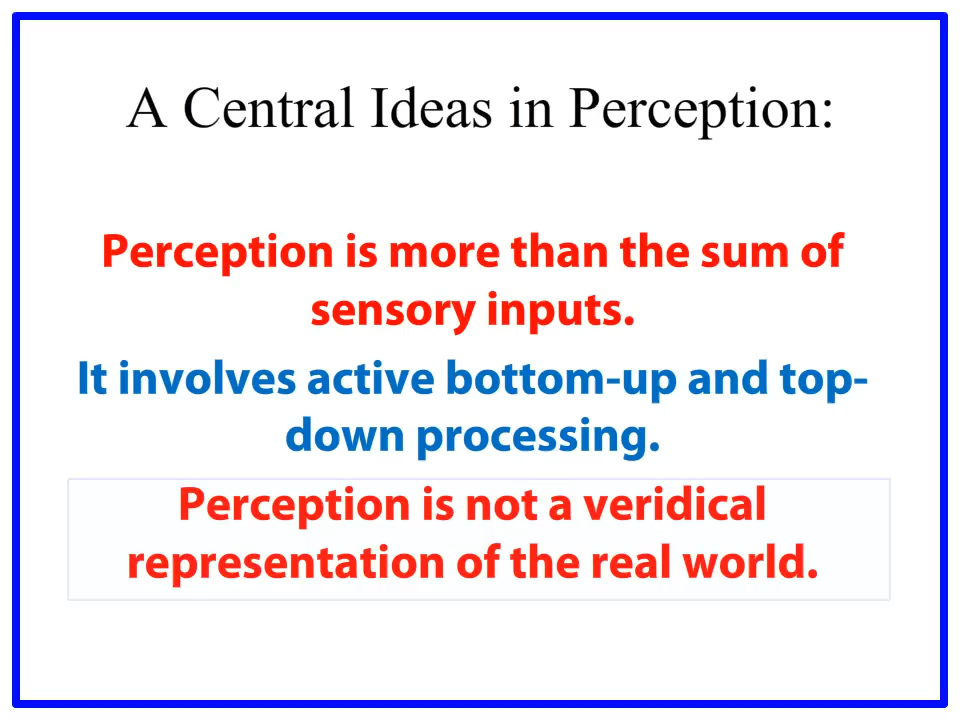 A Central Ideas in Perception:
Perception is more than the sum of
sensory inputs.
It involves active bottom-up and top-
down processing.
Perception is not a veridical
representation of the real world.